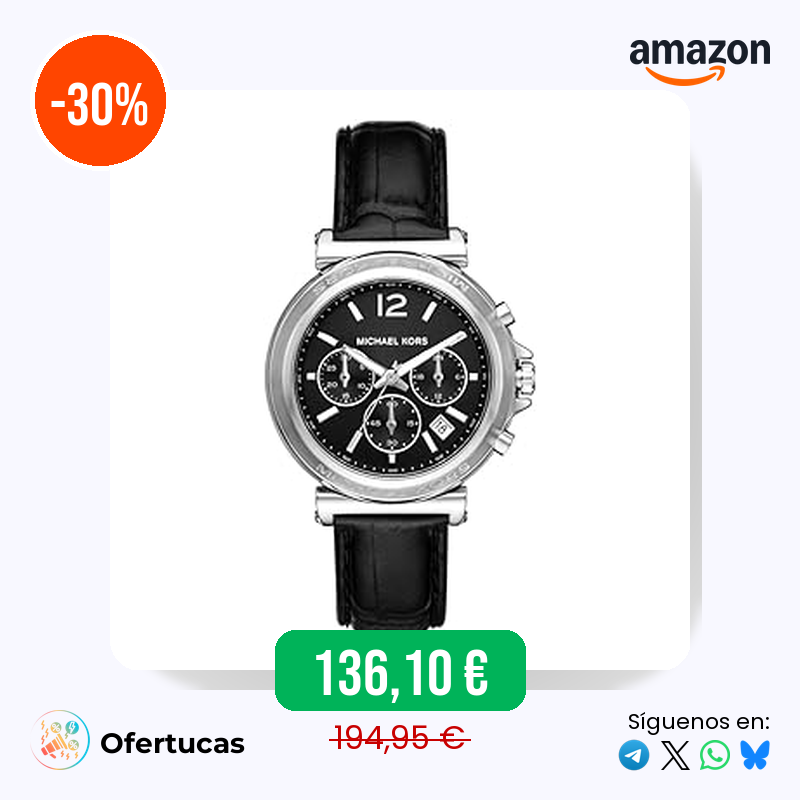 -30%
amazon
12
MICHAEL KORS
136,10 €
194,95 €
Ofertucas
Síguenos en: